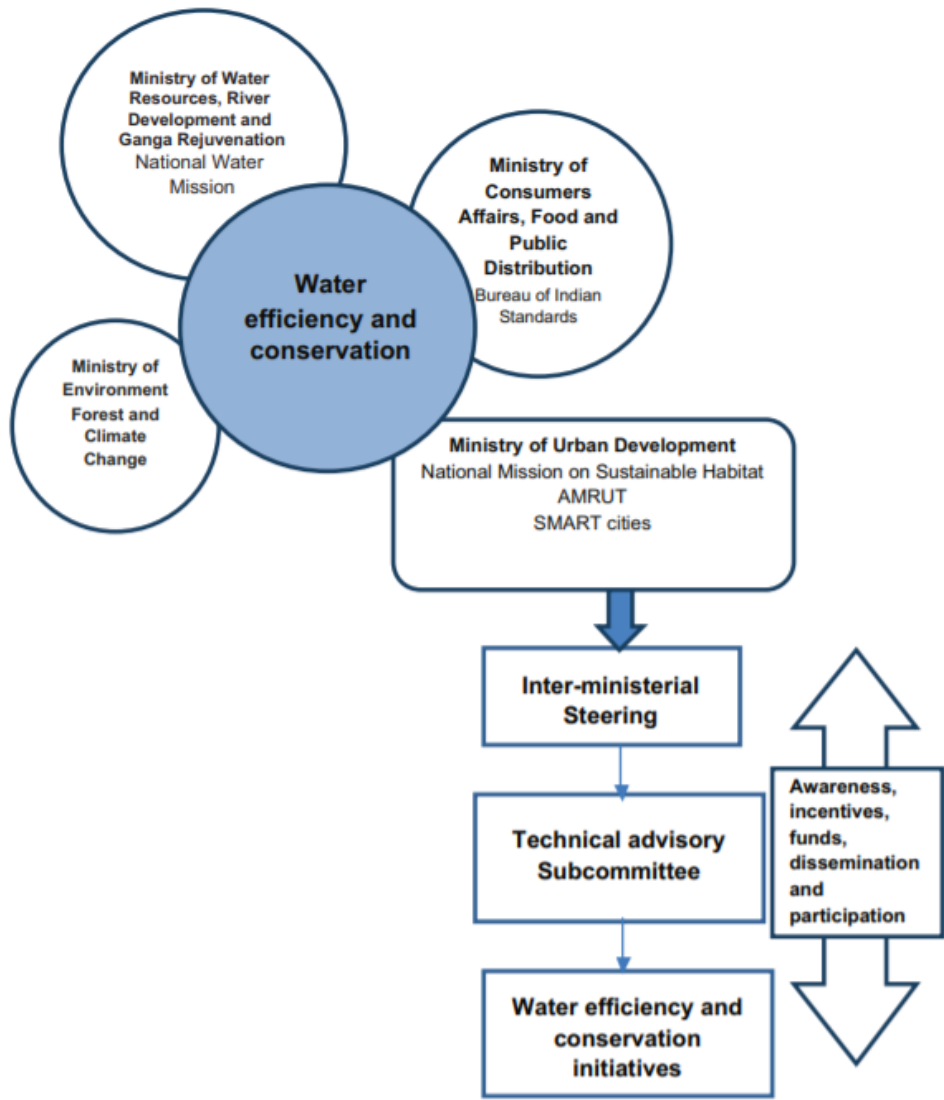 Ministry of Water
Resources, River
Development and
Ganga Rejuvenation
National Water
Mission
Ministry of
Consumers
Affairs, Food and
Public
Distribution
Bureau of Indian
Standards
Water
efficiency and
conservation
Ministry of
Environment
Forest and
Climate
Change
Ministry of Urban Development
National Mission on Sustainable Habitat
AMRUT
SMART cities
Inter-ministerial
Steering
Technical advisory
Subcommittee
Water efficiency and
conservation
initiatives
Awareness,
incentives,
funds,
dissemination
and
participation